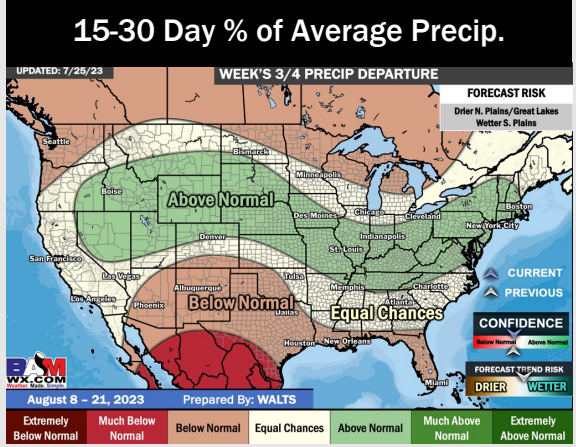 15-30 Day % of Average Precip.
UPDATED: 7/25/23
WEEK'S 3/4 PRECIP DEPARTURE
FORECAST RISK
Drier N. Plains/Great Lakes
Wetter S. Plains
Seattle
Bismarck
Minneapolis
Boise
Above Normal
Boston
Des Moines
Chicago
Cleveland
New York City
Indianapolis
Denver
St. Louis
San Francisco
Las Vegas
Tulsa
CURRENT
Albuquerque
Memphis
Charlotte
PREVIOUS
Los Angeles
Phoenix
Below Normal
Atlanta
Dallas
Equal Chances
CONFIDENCE
Below Normal
Above Normal
Houston
New Orleans
FORECAST TREND RISK
DRIER
WETTER
Miami
BAM
WX.COM
Weather. Made. Simple.
August 8 – 21, 2023
Prepared By: WALTS
Extremely
Below Normal
Much Below
Normal
Below Normal
Equal Chances
Above Normal
Much Above
Normal
Extremely
Above Normal